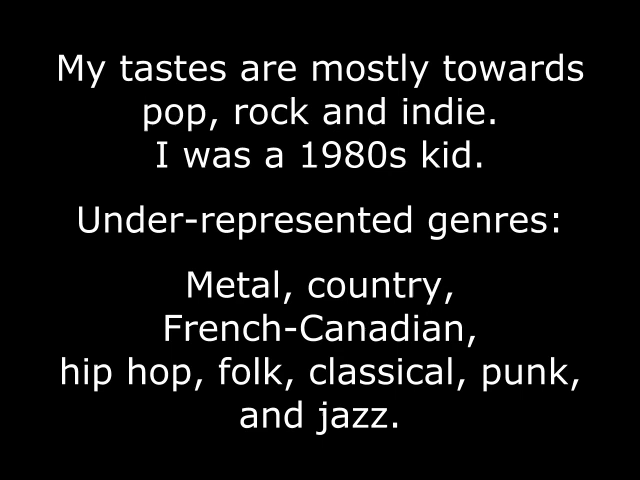 My tastes are mostly towards
pop, rock and indie.
I was a 1980s kid.
Under-represented genres:
Metal, country,
French-Canadian,
hip hop, folk, classical, punk,
and jazz.